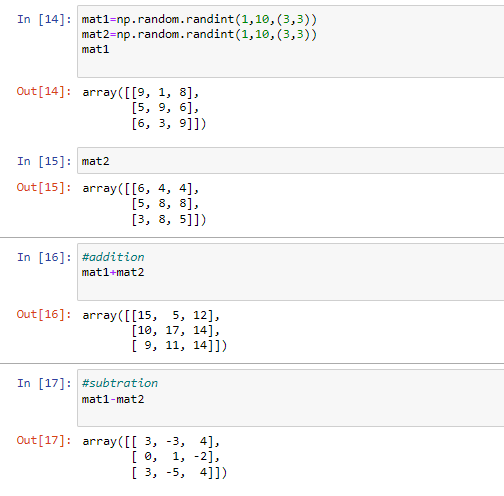 In [14]: mat1=np.random.randint(1,10,(3,3))
mat2=np.random.randint(1,10,(3,3))
mat1
Out[14]: array([[9, 1, 8],
[5, 9, 6],
[6, 3, 9]])
In [15]: mat2
Out[15]: array([[6, 4, 4],
[5, 8, 8],
[3, 8, 5]])
In [16]: #addition
mat1+mat2
Out[16]: array([[15,  5, 12],
[10, 17, 14],
[ 9, 11, 14]])
In [17]: #subtration
mat1-mat2
Out[17]: array([[ 3, -3,  4],
[ 0,  1, -2],
[ 3, -5,  4]])